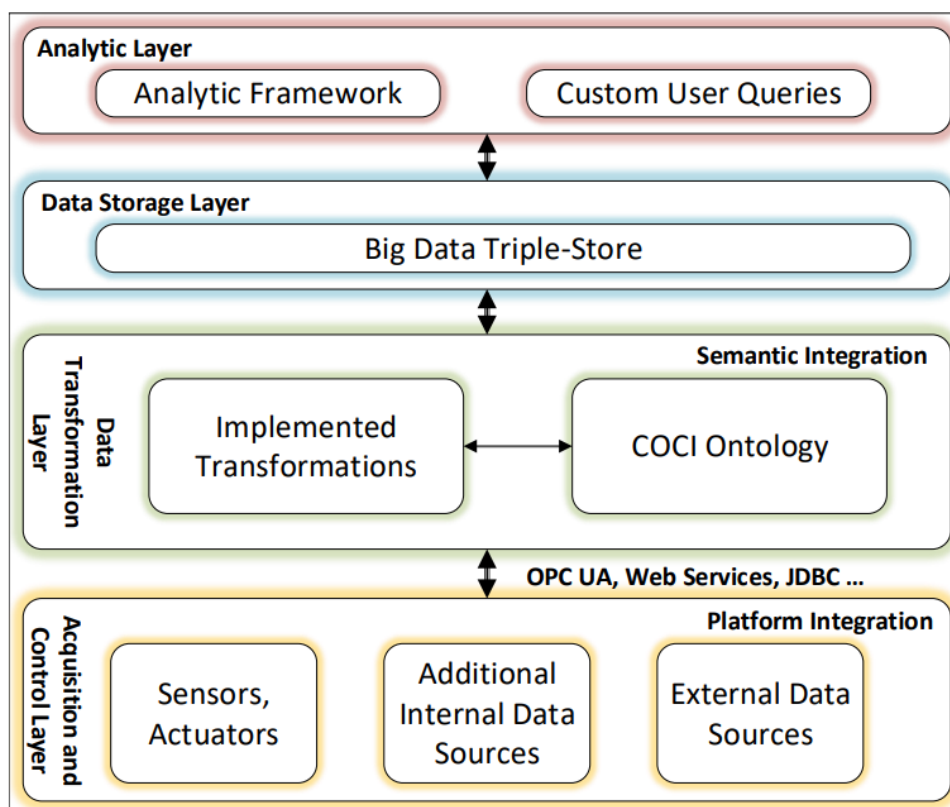 Analytic Layer
Analytic Framework
Custom User Queries
Data Storage Layer
Big Data Triple-Store
Data
Transformation
Layer
Semantic Integration
Implemented
Transformations
COCI Ontology
OPC UA, Web Services, JDBC ...
Acquisition and
Control Layer
Platform Integration
Sensors,
Actuators
Additional
Internal Data
Sources
External Data
Sources